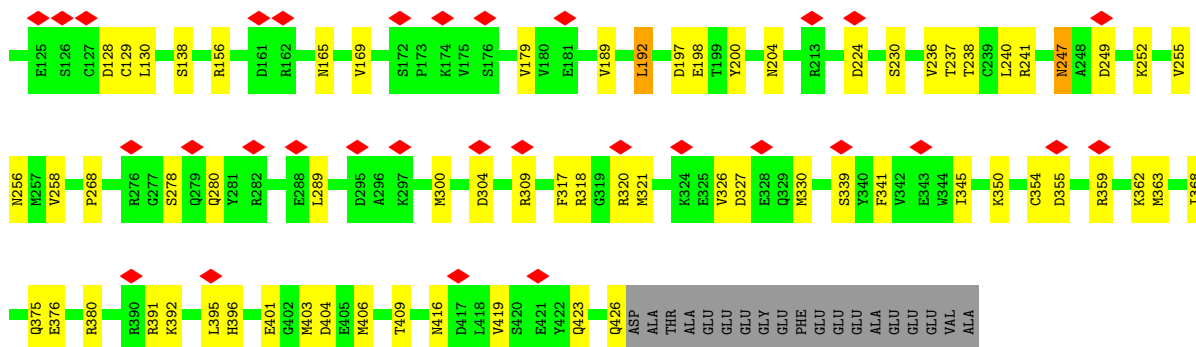 E125 S126 C127 D128 C129 L130 S138 R156 D161 R162 N165 V169 S172 P173 K174 V175 S176 V179 V180 E181 V189 L192 D197 E198 T199 Y200 N204 R213 D224 S230 V236 T237 T238 C239 L240 R241 N247 A248 D249 K252 V255
N256 M257 V258 P268 R276 G277 S278 Q279 Q280 Y281 R282 E288 L289 D295 A296 K297 M300 D304 R309 F317 R318 G319 R320 M321 K324 E325 V326 D327 E328 Q329 M330 S339 Y340 F341 V342 E343 W344 I345 K350 C354 D355 R359 K362 M363
Q375 E376 R380 R390 R391 K392 L395 H396 E401 G402 M403 D404 E405 M406 T409 N416 D417 L418 V419 S420 E421 Y422 Q423 Q426 ASP ALA THR ALA GLU GLU GLU GLY GLU PHE GLU GLU GLU ALA GLU GLU GLU VAL ALA